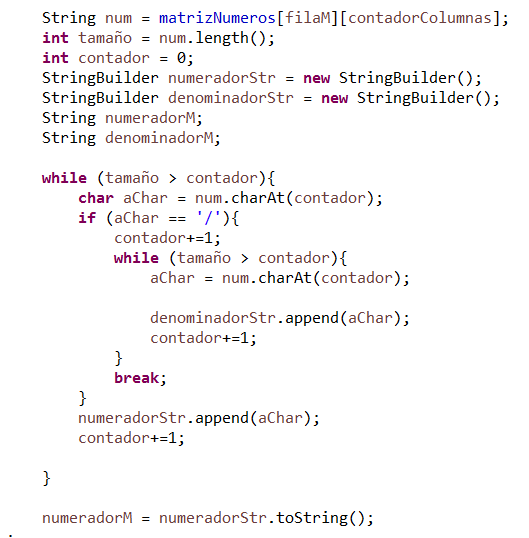 String num = matrizNumeros[filaM][contadorColumnas];
int tamaño = num.length();
int contador = 0;
StringBuilder numeradorStr = new StringBuilder();
StringBuilder denominadorStr = new StringBuilder();
String numeradorM;
String denominadorM;

while (tamaño > contador){
    char aChar = num.charAt(contador);
    if (aChar == '/'){
        contador+=1;
        while (tamaño > contador){
            aChar = num.charAt(contador);

            denominadorStr.append(aChar);
            contador+=1;
        }
        break;
    }
    numeradorStr.append(aChar);
    contador+=1;

}

numeradorM = numeradorStr.toString();